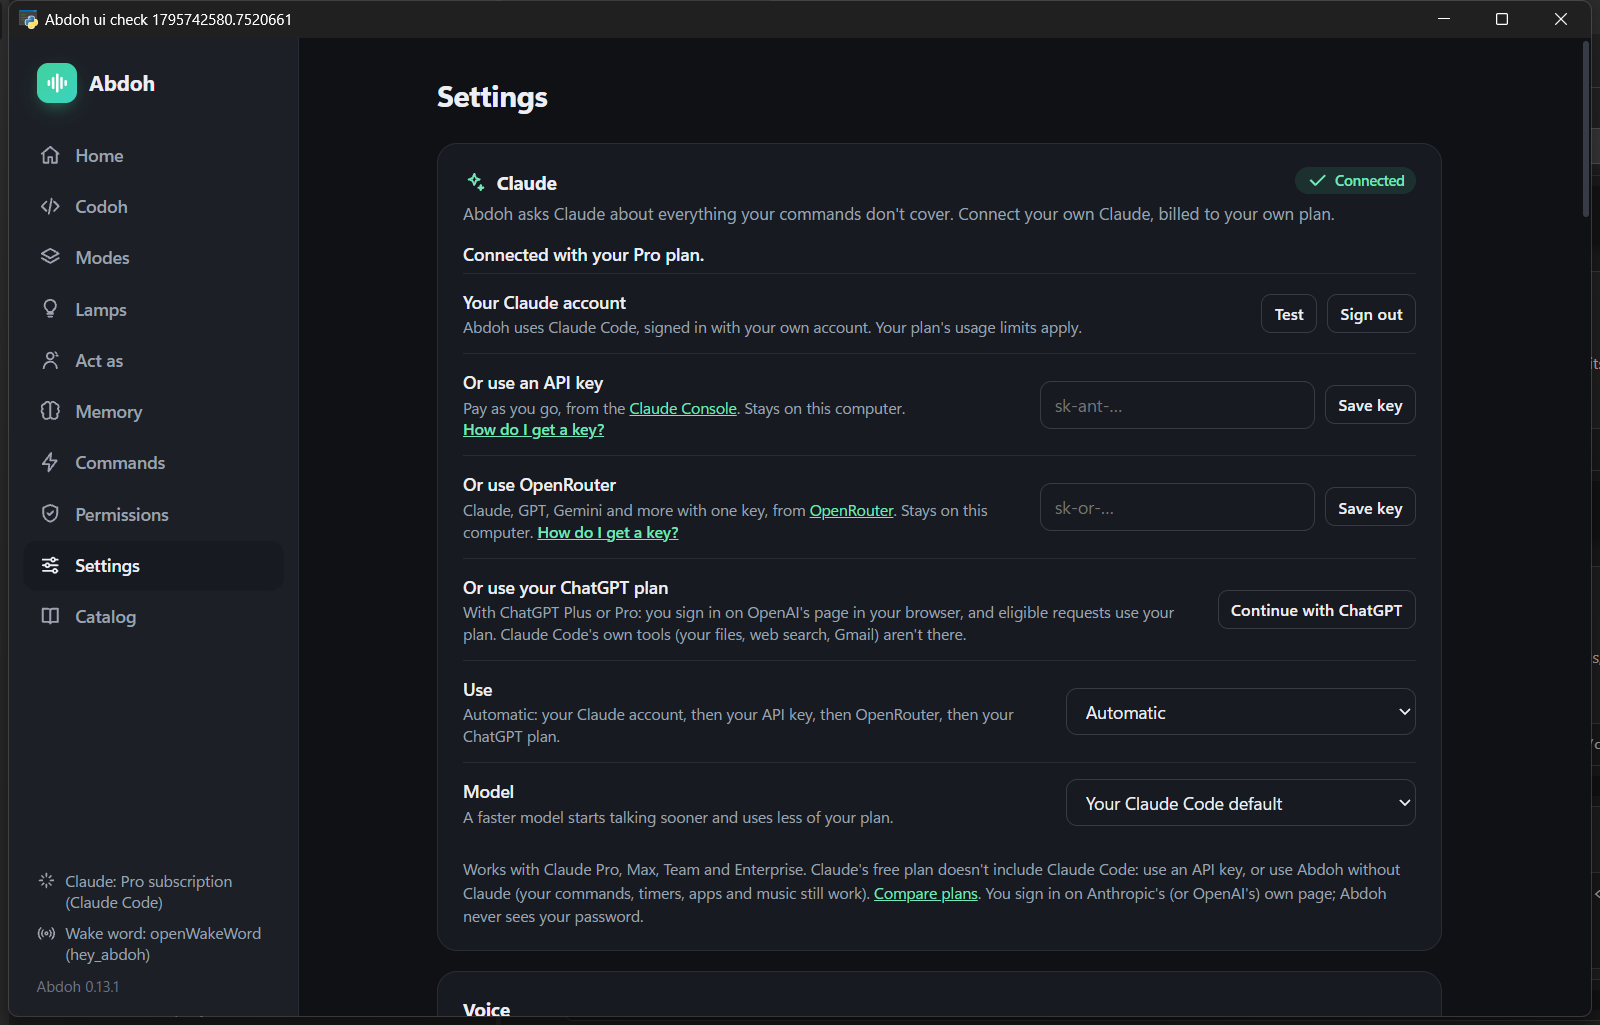 Abdoh ui check 1795742580.7520661
Abdoh
Home
Codoh
Modes
Lamps
Act as
Memory
Commands
Permissions
Settings
Catalog
Claude: Pro subscription
(Claude Code)
Wake word: openWakeWord
(hey_abdoh)
Abdoh 0.13.1
Settings
Claude
Connected
Abdoh asks Claude about everything your commands don't cover. Connect your own Claude, billed to your own plan.
Connected with your Pro plan.
Your Claude account
Abdoh uses Claude Code, signed in with your own account. Your plan's usage limits apply.
Test
Sign out
Or use an API key
Pay as you go, from the Claude Console. Stays on this computer.
How do I get a key?
sk-ant-...
Save key
Or use OpenRouter
Claude, GPT, Gemini and more with one key, from OpenRouter. Stays on this
computer. How do I get a key?
sk-or-...
Save key
Or use your ChatGPT plan
With ChatGPT Plus or Pro: you sign in on OpenAI's page in your browser, and eligible requests use your
plan. Claude Code's own tools (your files, web search, Gmail) aren't there.
Continue with ChatGPT
Use
Automatic: your Claude account, then your API key, then OpenRouter, then your
ChatGPT plan.
Automatic
Model
A faster model starts talking sooner and uses less of your plan.
Your Claude Code default
Works with Claude Pro, Max, Team and Enterprise. Claude's free plan doesn't include Claude Code: use an API key, or use Abdoh without
Claude (your commands, timers, apps and music still work). Compare plans. You sign in on Anthropic's (or OpenAI's) own page; Abdoh
never sees your password.
Voice